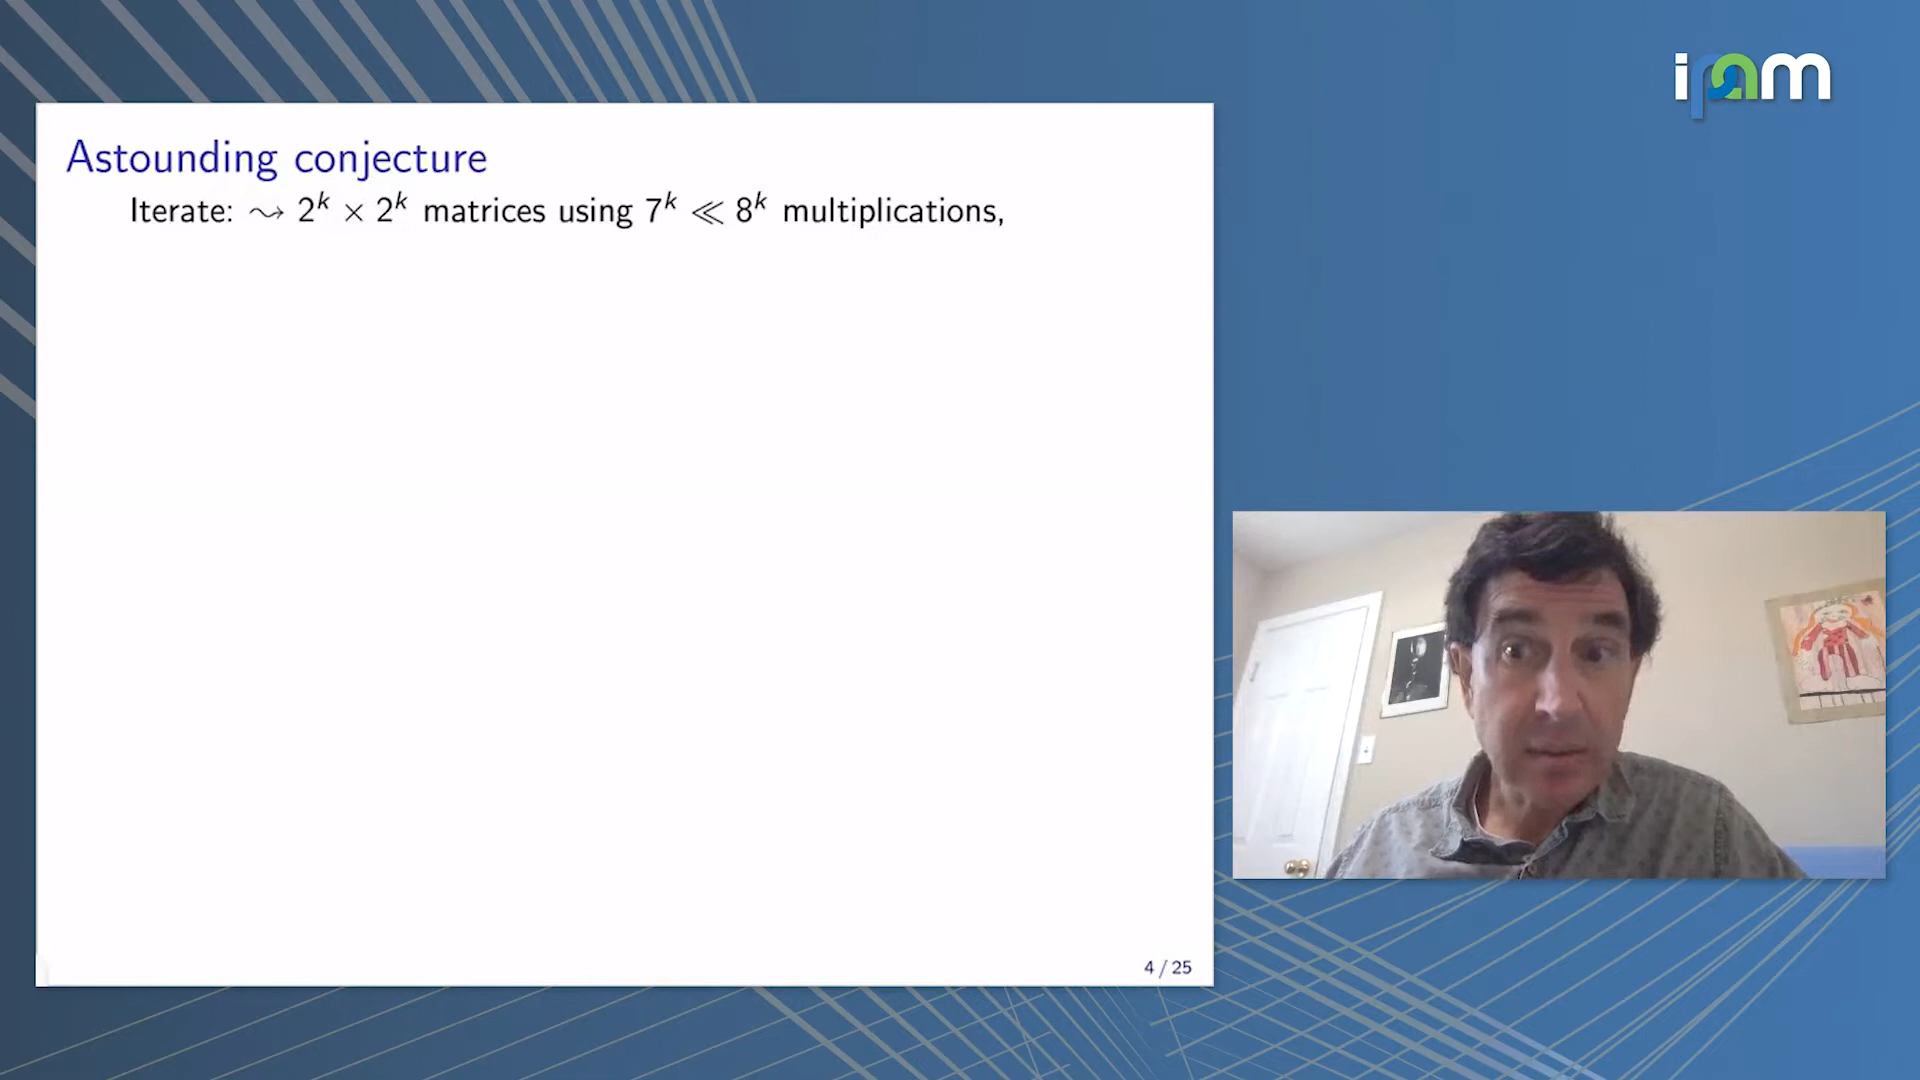 ipam
Astounding conjecture
Iterate: ⇝ 2^k × 2^k matrices using 7^k ≪ 8^k multiplications,
4 / 25